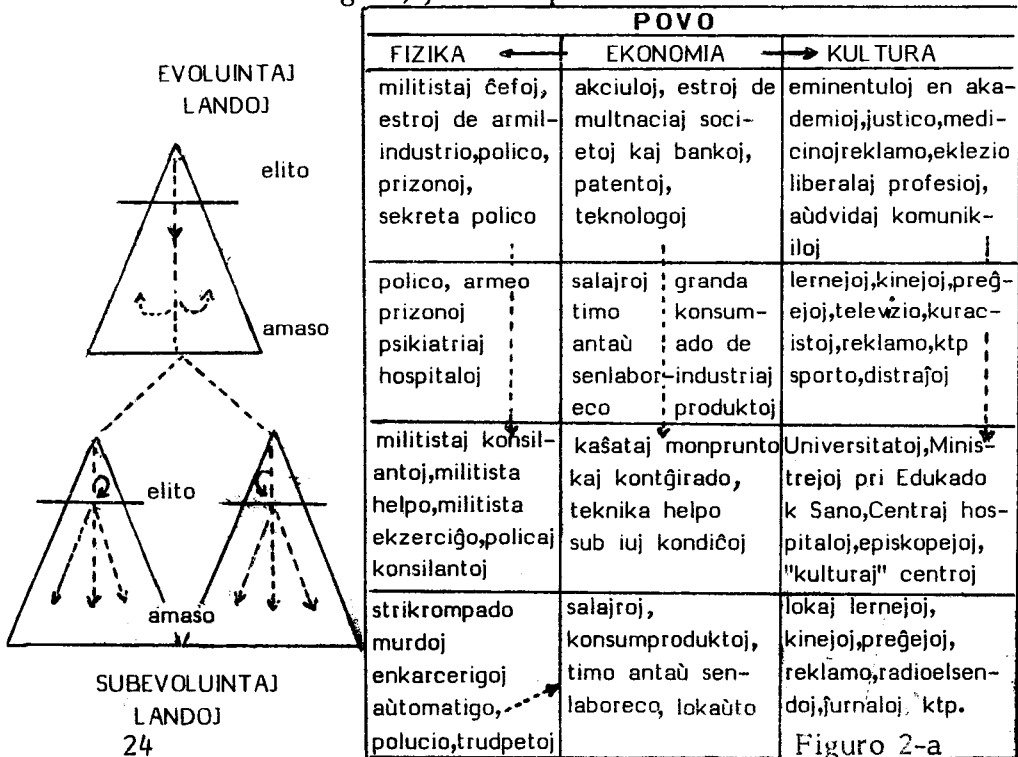 POVO
FIZIKA
EKONOMIA
KULTURA
EVOLUINTAJ
LANDOJ
elito
amaso
elito
amaso
SUBEVOLUINTAJ
LANDOJ
24
militistaj ĉefoj,
estroj de armil-
industrio,polico,
prizonoj,
sekreta polico
akciuloj, estroj de
multnaciaj soci-
etoj kaj bankoj,
patentoj,
teknologoj
eminentuloj en aka-
demioj,justico,medi-
cinojreklamo,eklezio
liberalaj profesioj,
aùdvidaj komunik-
iloj
polico, armeo
prizonoj
psikiatriaj
hospitaloj
salajroj granda
timo konsum-
antaù ado de
senlabor-industriaj
eco produktoj
lernejoj,kinejoj,preĝ-
ejoj,televizio,kurac-
istoj,reklamo,ktp
sporto,distraĵoj
militistaj konsil-
antoj,militista
helpo,militista
ekzerciĝo,policaj
konsilantoj
kaŝataj monprunto
kaj kontĝirado,
teknika helpo
sub iuj kondiĉoj
Universitatoj,Minis-
trejoj pri Edukado
k Sano,Centraj hos-
pitaloj,episkopejoj,
"kulturaj" centroj
strikrompado
murdoj
enkarcerigoj
aùtomatigo,
polucio,trudpetoj
salajroj,
konsumproduktoj,
timo antaù sen-
laboreco, lokaùto
lokaj lernejoj,
kinejoj,preĝejoj,
reklamo,radioelsen-
doj,ĵurnaloj, ktp.
Figuro 2-a